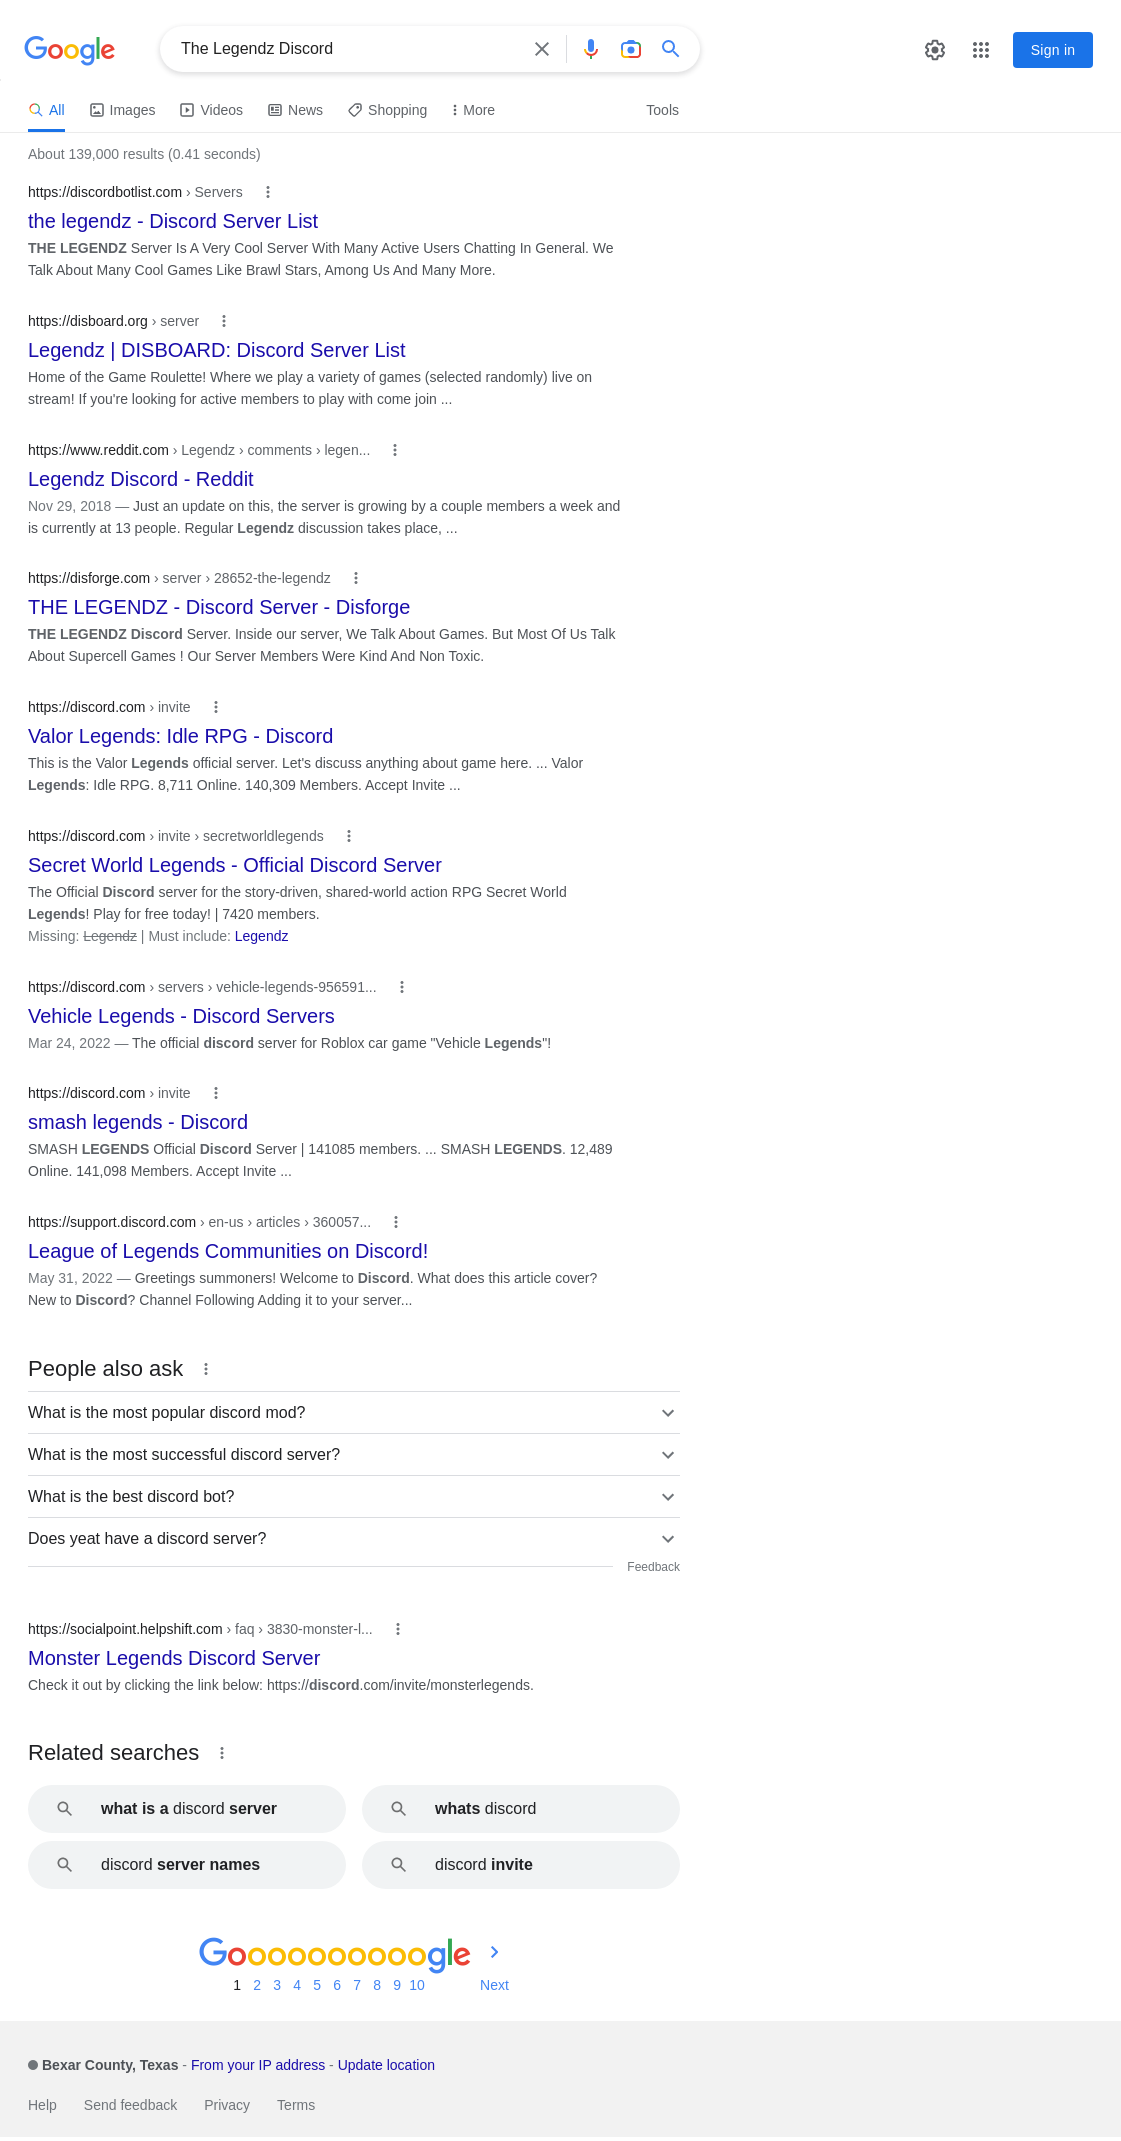 Google
The Legendz Discord
Sign in
All Images Videos News Shopping More Tools
About 139,000 results (0.41 seconds)
https://discordbotlist.com › Servers
the legendz - Discord Server List
THE LEGENDZ Server Is A Very Cool Server With Many Active Users Chatting In General. We
Talk About Many Cool Games Like Brawl Stars, Among Us And Many More.
https://disboard.org › server
Legendz | DISBOARD: Discord Server List
Home of the Game Roulette! Where we play a variety of games (selected randomly) live on
stream! If you're looking for active members to play with come join ...
https://www.reddit.com › Legendz › comments › legen...
Legendz Discord - Reddit
Nov 29, 2018 — Just an update on this, the server is growing by a couple members a week and
is currently at 13 people. Regular Legendz discussion takes place, ...
https://disforge.com › server › 28652-the-legendz
THE LEGENDZ - Discord Server - Disforge
THE LEGENDZ Discord Server. Inside our server, We Talk About Games. But Most Of Us Talk
About Supercell Games ! Our Server Members Were Kind And Non Toxic.
https://discord.com › invite
Valor Legends: Idle RPG - Discord
This is the Valor Legends official server. Let's discuss anything about game here. ... Valor
Legends: Idle RPG. 8,711 Online. 140,309 Members. Accept Invite ...
https://discord.com › invite › secretworldlegends
Secret World Legends - Official Discord Server
The Official Discord server for the story-driven, shared-world action RPG Secret World
Legends! Play for free today! | 7420 members.
Missing: Legendz | Must include: Legendz
https://discord.com › servers › vehicle-legends-956591...
Vehicle Legends - Discord Servers
Mar 24, 2022 — The official discord server for Roblox car game "Vehicle Legends"!
https://discord.com › invite
smash legends - Discord
SMASH LEGENDS Official Discord Server | 141085 members. ... SMASH LEGENDS. 12,489
Online. 141,098 Members. Accept Invite ...
https://support.discord.com › en-us › articles › 360057...
League of Legends Communities on Discord!
May 31, 2022 — Greetings summoners! Welcome to Discord. What does this article cover?
New to Discord? Channel Following Adding it to your server...
People also ask
What is the most popular discord mod?
What is the most successful discord server?
What is the best discord bot?
Does yeat have a discord server?
Feedback
https://socialpoint.helpshift.com › faq › 3830-monster-l...
Monster Legends Discord Server
Check it out by clicking the link below: https://discord.com/invite/monsterlegends.
Related searches
what is a discord server
whats discord
discord server names
discord invite
Goooooooooogle
1 2 3 4 5 6 7 8 9 10 Next
Bexar County, Texas - From your IP address - Update location
Help Send feedback Privacy Terms